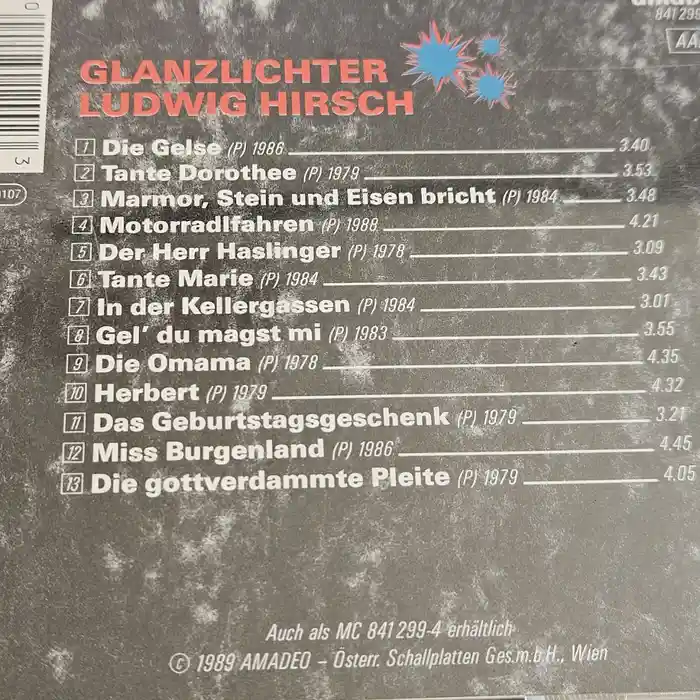 841 299
AA
GLANZLICHTER
LUDWIG HIRSCH
1 Die Gelse (P) 1986 3.40
2 Tante Dorothee (P) 1979 3.53
3 Marmor, Stein und Eisen bricht (P) 1984 3.48
4 Motorradlfahren (P) 1988 4.21
5 Der Herr Haslinger (P) 1978 3.09
6 Tante Marie (P) 1984 3.43
7 In der Kellergassen (P) 1984 3.01
8 Gel' du magst mi (P) 1983 3.55
9 Die Omama (P) 1978 4.35
10 Herbert (P) 1979 4.32
11 Das Geburtstagsgeschenk (P) 1979 3.21
12 Miss Burgenland (P) 1986 4.45
13 Die gottverdammte Pleite (P) 1979 4.05
0
3
107
Auch als MC 841 299-4 erhältlich
© 1989 AMADEO – Österr. Schallplatten Ges.m.b.H., Wien